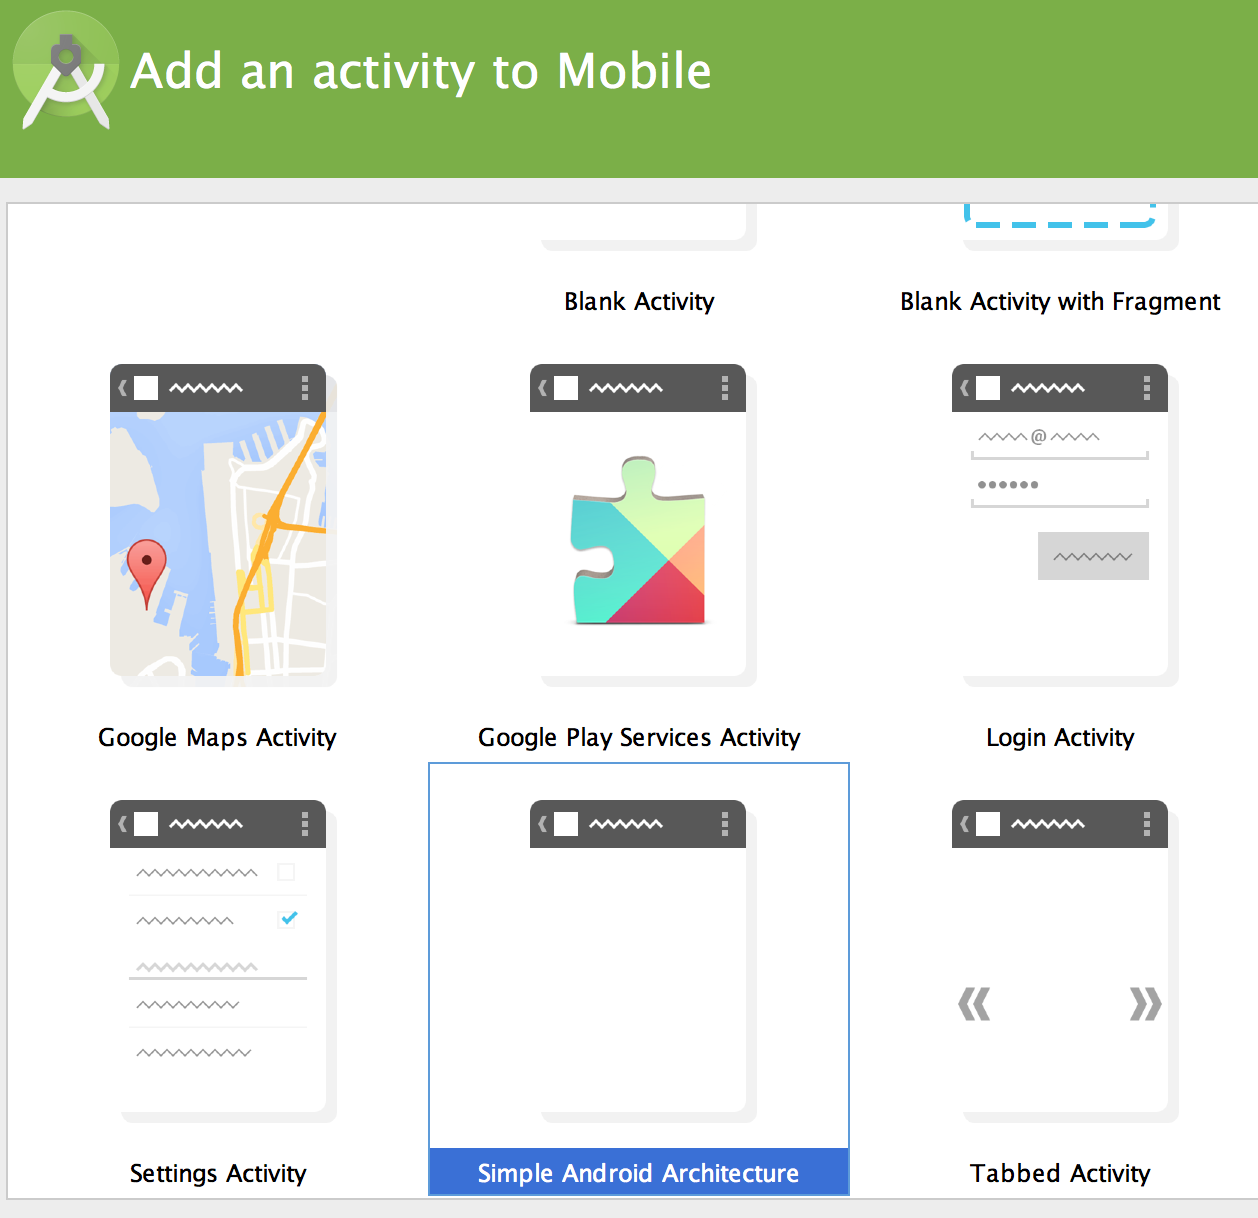 Add an activity to Mobile
Blank Activity
Blank Activity with Fragment
@
Google Maps Activity
Google Play Services Activity
Login Activity
Settings Activity
Simple Android Architecture
Tabbed Activity